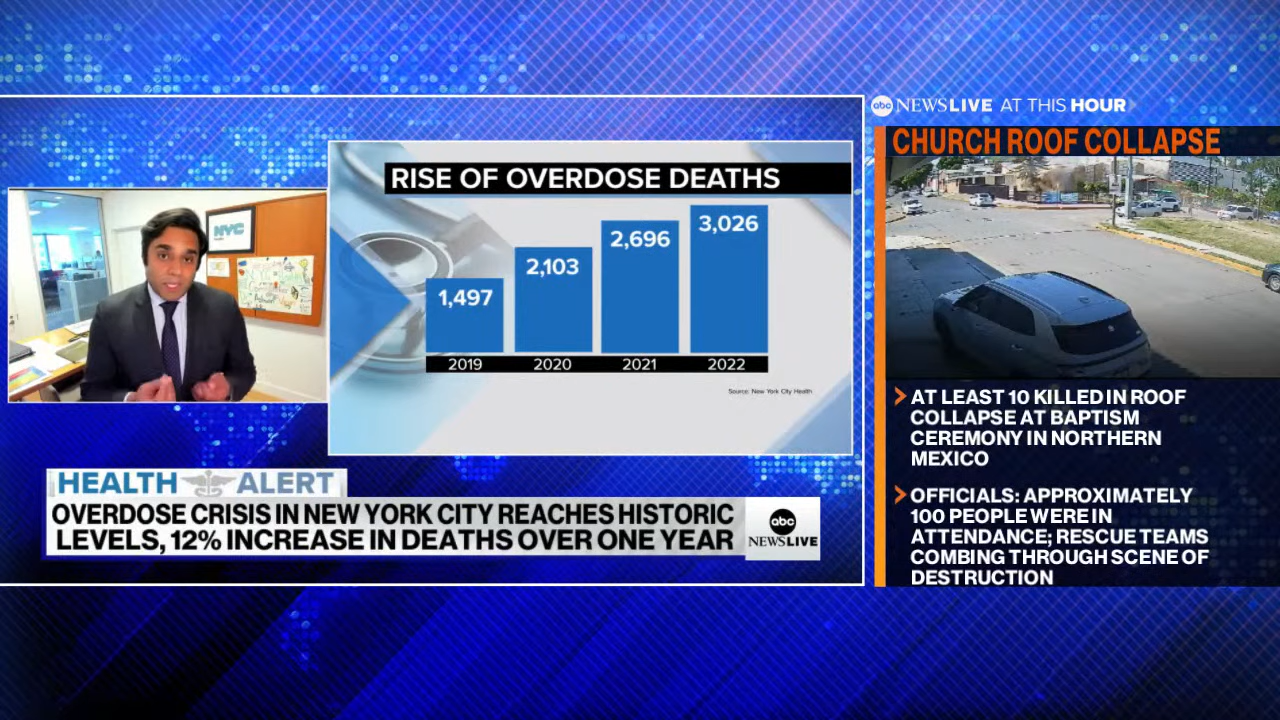 abc NEWS LIVE AT THIS HOUR
RISE OF OVERDOSE DEATHS
1,497
2,103
2,696
3,026
2019
2020
2021
2022
Source: New York City Health
NYC
HEALTH ALERT
OVERDOSE CRISIS IN NEW YORK CITY REACHES HISTORIC
LEVELS, 12% INCREASE IN DEATHS OVER ONE YEAR
abc
NEWS LIVE
CHURCH ROOF COLLAPSE
AT LEAST 10 KILLED IN ROOF
COLLAPSE AT BAPTISM
CEREMONY IN NORTHERN
MEXICO
OFFICIALS: APPROXIMATELY
100 PEOPLE WERE IN
ATTENDANCE; RESCUE TEAMS
COMBING THROUGH SCENE OF
DESTRUCTION